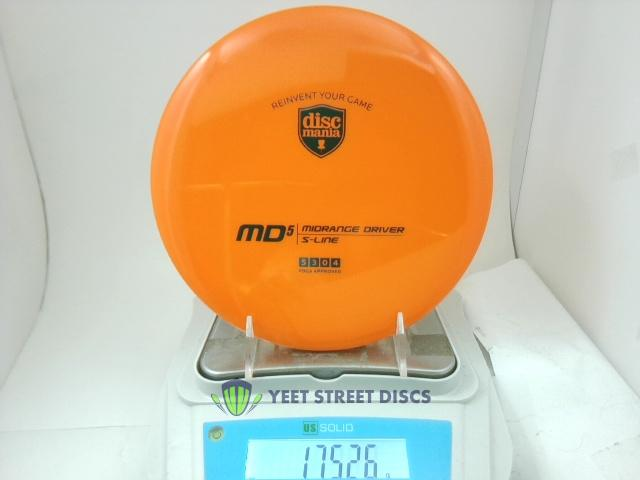 REINVENT YOUR GAME
disc
mania
MD5 MIDRANGE DRIVER
S-LINE
5 3 0 4
PDGA APPROVED
YEET STREET DISCS
US SOLID
175.26 g